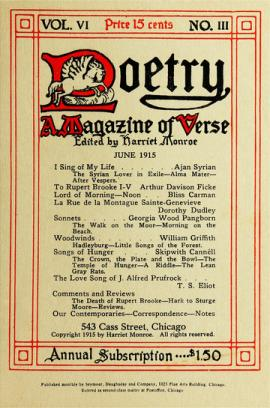 VOL. VI Price 15 cents NO. III
Poetry
A Magazine of Verse
Edited by Harriet Monroe
JUNE 1915
I Sing of My Life . . . . . . Ajan Syrian
The Syrian Lover in Exile—Alma Mater—
After Vespers.
To Rupert Brooke I-V Arthur Davison Ficke
Lord of Morning—Noon . . Bliss Carman
La Rue de la Montague Sainte-Genevieve
Dorothy Dudley
Sonnets . . . . Georgia Wood Pangborn
The Walk on the Moor—Morning on the
Beach.
Woodwinds . . . . . William Griffith
Hadleyburg—Little Songs of the Forest.
Songs of Hunger . . . Skipwith Cannéll
The Crown, the Plate and the Bowl—The
Temple of Hunger—A Riddle—The Lean
Gray Rats.
The Love Song of J. Alfred Prufrock . .
T. S. Eliot
Comments and Reviews
The Death of Rupert Brooke—Hark to Sturge
Moore—Reviews.
Our Contemporaries—Correspondence—Notes
543 Cass Street, Chicago
Copyright 1915 by Harriet Monroe. All rights reserved.
Annual Subscription ....$1.50
Published monthly by Seymour, Daughaday and Company, 1025 Fine Arts Building, Chicago.
Entered as second-class matter at Postoffice, Chicago.